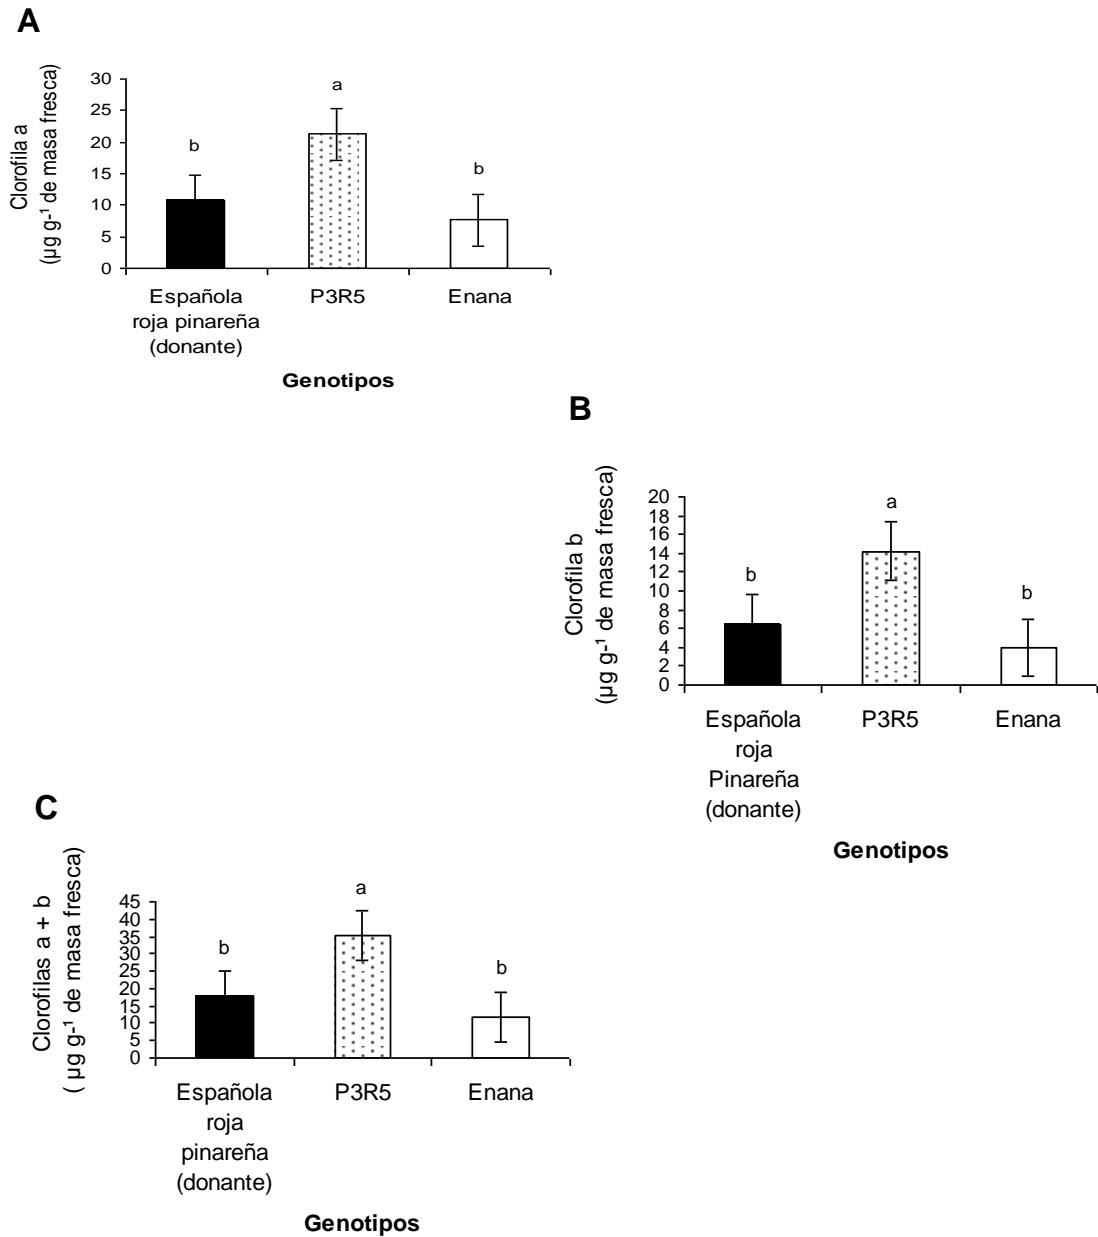 A
Clorofila a
(µg g-¹ de masa fresca)
30
25
20
15
10
5
0
b
a
b
Española
roja pinareña
(donante)
P3R5
Enana
Genotipos
B
Clorofila b
(µg g-¹ de masa fresca)
20
18
16
14
12
10
8
6
4
2
0
b
a
b
Española
roja
Pinareña
(donante)
P3R5
Enana
Genotipos
C
Clorofilas a + b
( µg g-¹ de masa fresca)
45
40
35
30
25
20
15
10
5
0
b
a
b
Española
roja
pinareña
(donante)
P3R5
Enana
Genotipos